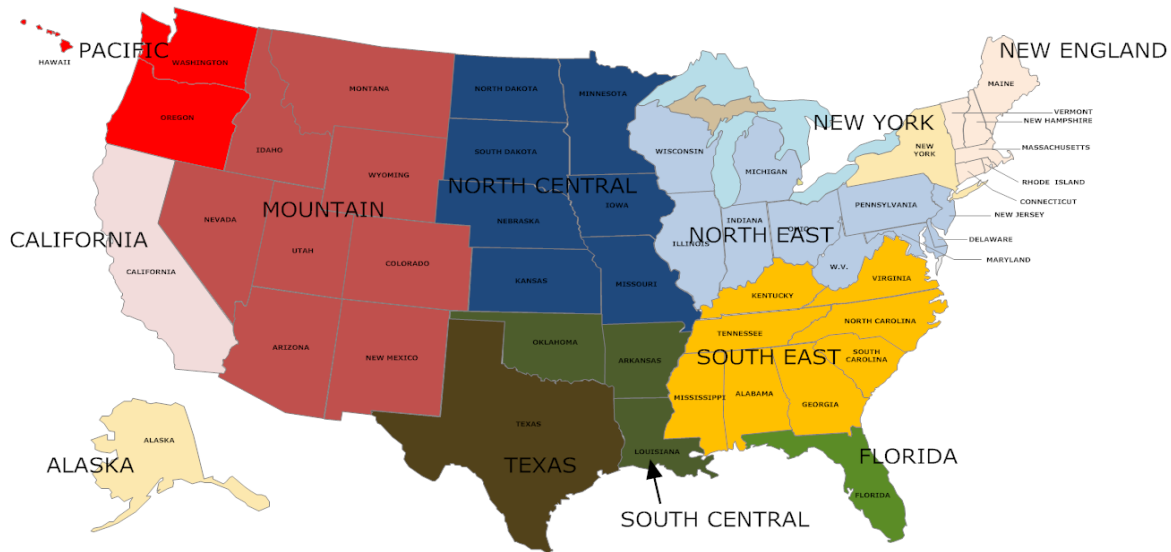 PACIFIC
HAWAII
WASHINGTON
OREGON
NEW ENGLAND
MAINE
VERMONT
NEW HAMPSHIRE
MASSACHUSETTS
RHODE ISLAND
CONNECTICUT
NEW YORK
NEW
YORK
MONTANA
IDAHO
WYOMING
NEVADA
MOUNTAIN
UTAH
COLORADO
ARIZONA
NEW MEXICO
NORTH DAKOTA
MINNESOTA
SOUTH DAKOTA
NORTH CENTRAL
IOWA
NEBRASKA
KANSAS
MISSOURI
WISCONSIN
MICHIGAN
PENNSYLVANIA
NEW JERSEY
INDIANA
OHIO
ILLINOIS
NORTH EAST
DELAWARE
MARYLAND
W.V.
CALIFORNIA
CALIFORNIA
VIRGINIA
KENTUCKY
NORTH CAROLINA
TENNESSEE
SOUTH EAST
SOUTH
CAROLINA
MISSISSIPPI
ALABAMA
GEORGIA
OKLAHOMA
ARKANSAS
LOUISIANA
SOUTH CENTRAL
TEXAS
TEXAS
FLORIDA
FLORIDA
ALASKA
ALASKA